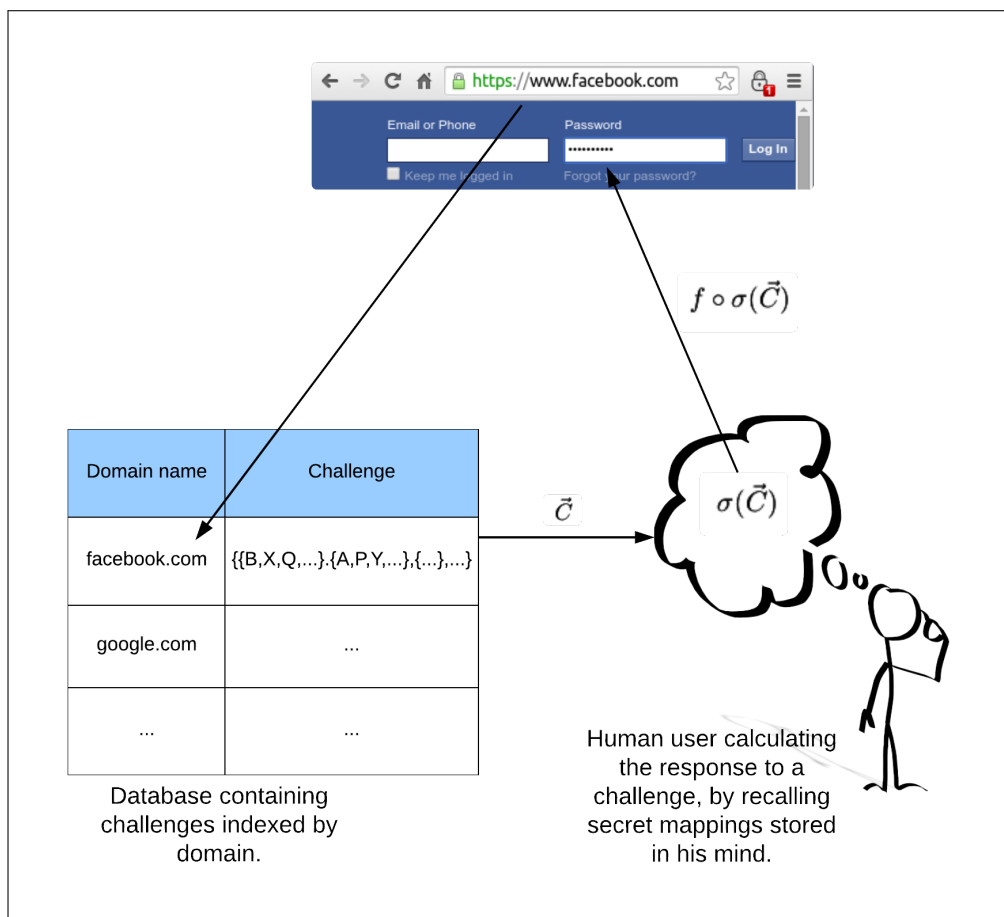 https://www.facebook.com
1
Email or Phone Password
•••••••••• Log In
Keep me logged in Forgot your password?
f ∘ σ(C⃗)
Domain name Challenge
facebook.com {{B,X,Q,...}.{A,P,Y,...},{...},...}
C⃗
σ(C⃗)
google.com ...
... ...
Database containing
challenges indexed by
domain.
Human user calculating
the response to a
challenge, by recalling
secret mappings stored
in his mind.